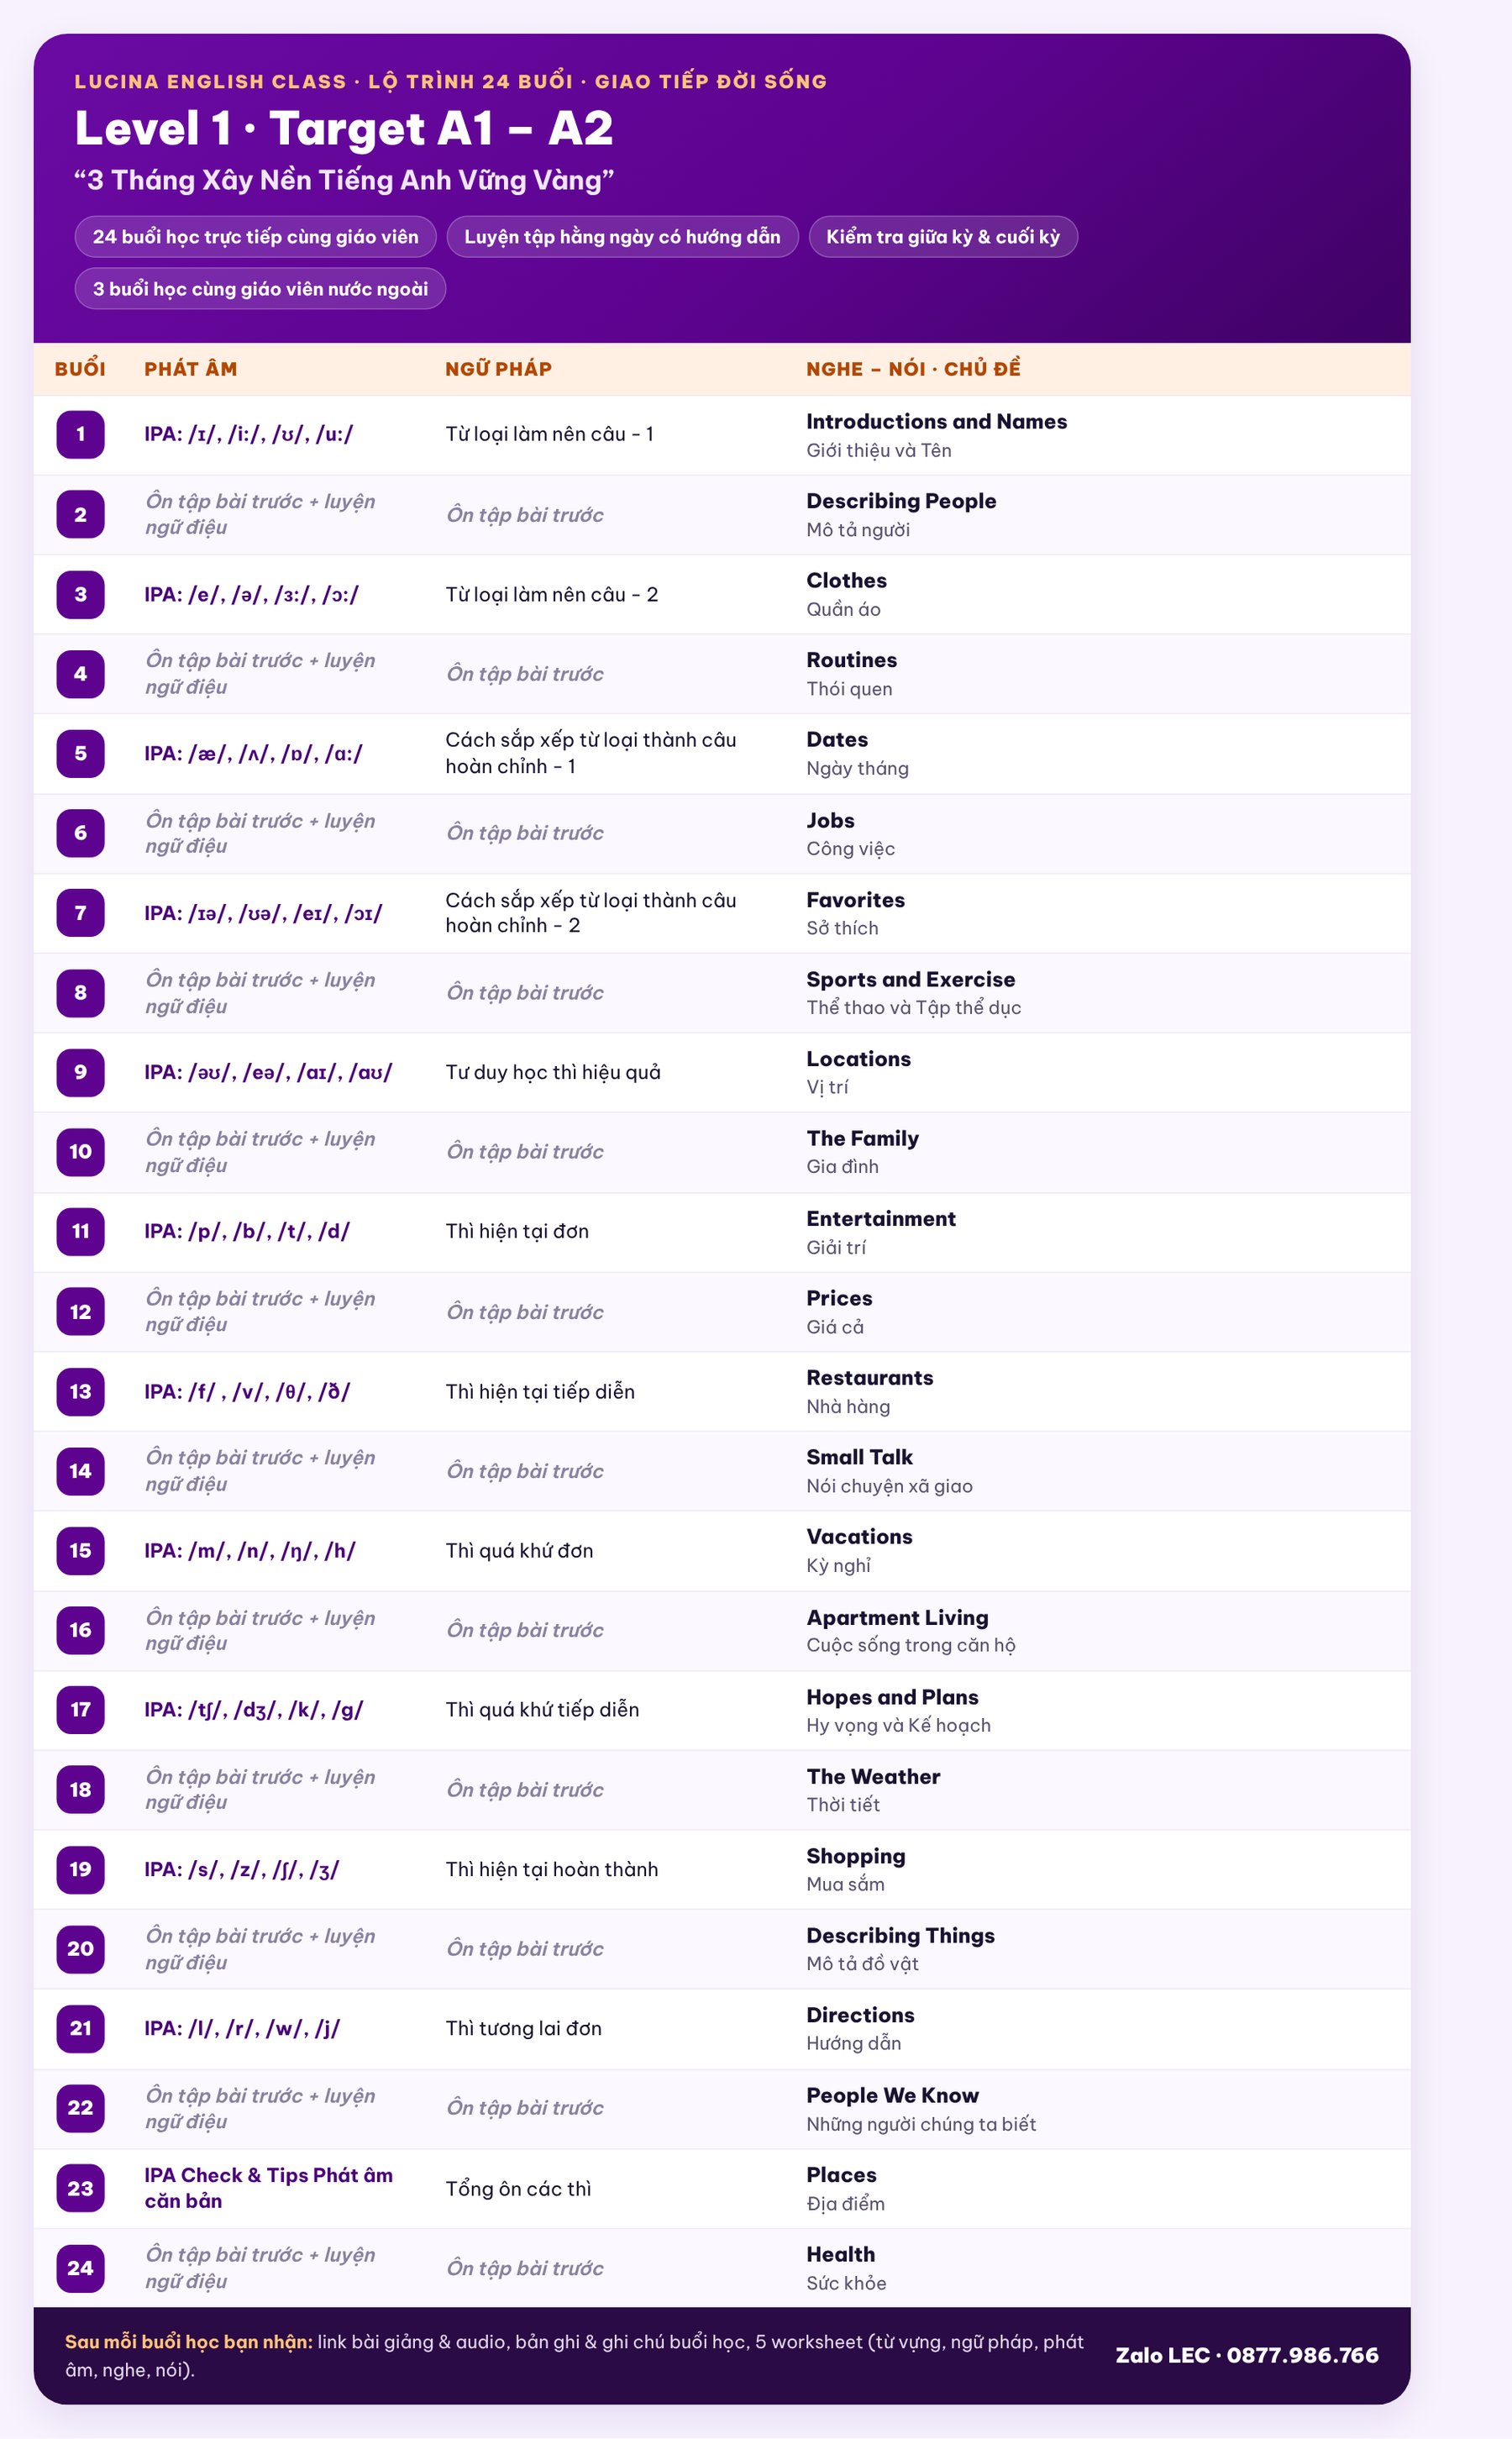 LUCINA ENGLISH CLASS · LỘ TRÌNH 24 BUỔI · GIAO TIẾP ĐỜI SỐNG
Level 1 · Target A1 – A2
“3 Tháng Xây Nền Tiếng Anh Vững Vàng”
24 buổi học trực tiếp cùng giáo viên
Luyện tập hằng ngày có hướng dẫn
Kiểm tra giữa kỳ & cuối kỳ
3 buổi học cùng giáo viên nước ngoài
BUỔI PHÁT ÂM NGỮ PHÁP NGHE – NÓI · CHỦ ĐỀ
1 IPA: /ɪ/, /i:/, /ʊ/, /u:/ Từ loại làm nên câu - 1 Introductions and Names
Giới thiệu và Tên
2 Ôn tập bài trước + luyện ngữ điệu Ôn tập bài trước Describing People
Mô tả người
3 IPA: /e/, /ə/, /ɜ:/, /ɔ:/ Từ loại làm nên câu - 2 Clothes
Quần áo
4 Ôn tập bài trước + luyện ngữ điệu Ôn tập bài trước Routines
Thói quen
5 IPA: /æ/, /ʌ/, /ɒ/, /ɑ:/ Cách sắp xếp từ loại thành câu hoàn chỉnh - 1 Dates
Ngày tháng
6 Ôn tập bài trước + luyện ngữ điệu Ôn tập bài trước Jobs
Công việc
7 IPA: /ɪə/, /ʊə/, /eɪ/, /ɔɪ/ Cách sắp xếp từ loại thành câu hoàn chỉnh - 2 Favorites
Sở thích
8 Ôn tập bài trước + luyện ngữ điệu Ôn tập bài trước Sports and Exercise
Thể thao và Tập thể dục
9 IPA: /əʊ/, /eə/, /aɪ/, /aʊ/ Tư duy học thì hiệu quả Locations
Vị trí
10 Ôn tập bài trước + luyện ngữ điệu Ôn tập bài trước The Family
Gia đình
11 IPA: /p/, /b/, /t/, /d/ Thì hiện tại đơn Entertainment
Giải trí
12 Ôn tập bài trước + luyện ngữ điệu Ôn tập bài trước Prices
Giá cả
13 IPA: /f/ , /v/, /θ/, /ð/ Thì hiện tại tiếp diễn Restaurants
Nhà hàng
14 Ôn tập bài trước + luyện ngữ điệu Ôn tập bài trước Small Talk
Nói chuyện xã giao
15 IPA: /m/, /n/, /ŋ/, /h/ Thì quá khứ đơn Vacations
Kỳ nghỉ
16 Ôn tập bài trước + luyện ngữ điệu Ôn tập bài trước Apartment Living
Cuộc sống trong căn hộ
17 IPA: /tʃ/, /dʒ/, /k/, /g/ Thì quá khứ tiếp diễn Hopes and Plans
Hy vọng và Kế hoạch
18 Ôn tập bài trước + luyện ngữ điệu Ôn tập bài trước The Weather
Thời tiết
19 IPA: /s/, /z/, /ʃ/, /ʒ/ Thì hiện tại hoàn thành Shopping
Mua sắm
20 Ôn tập bài trước + luyện ngữ điệu Ôn tập bài trước Describing Things
Mô tả đồ vật
21 IPA: /l/, /r/, /w/, /j/ Thì tương lai đơn Directions
Hướng dẫn
22 Ôn tập bài trước + luyện ngữ điệu Ôn tập bài trước People We Know
Những người chúng ta biết
23 IPA Check & Tips Phát âm căn bản Tổng ôn các thì Places
Địa điểm
24 Ôn tập bài trước + luyện ngữ điệu Ôn tập bài trước Health
Sức khỏe
Sau mỗi buổi học bạn nhận: link bài giảng & audio, bản ghi & ghi chú buổi học, 5 worksheet (từ vựng, ngữ pháp, phát
âm, nghe, nói).
Zalo LEC · 0877.986.766